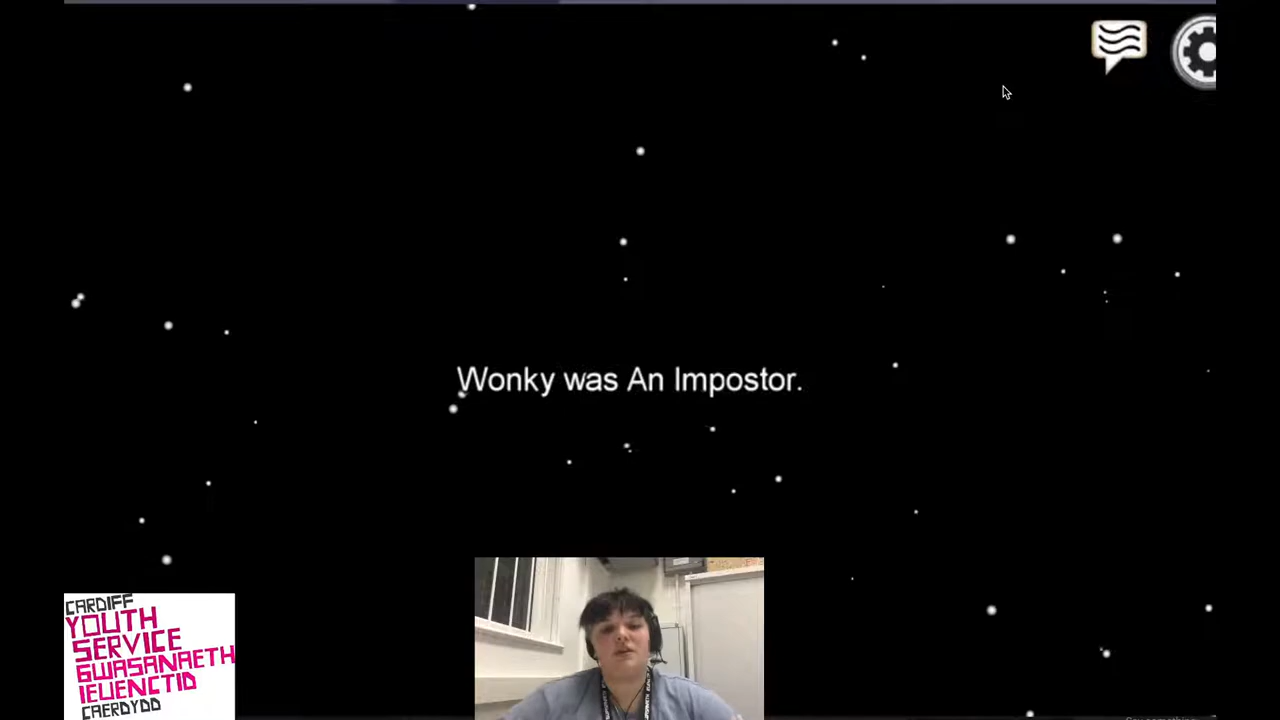 Wonky was An Impostor.
CARDIFF
YOUTH
SERVICE
GWASANAETH
IEUENCTID
CAERDYDD